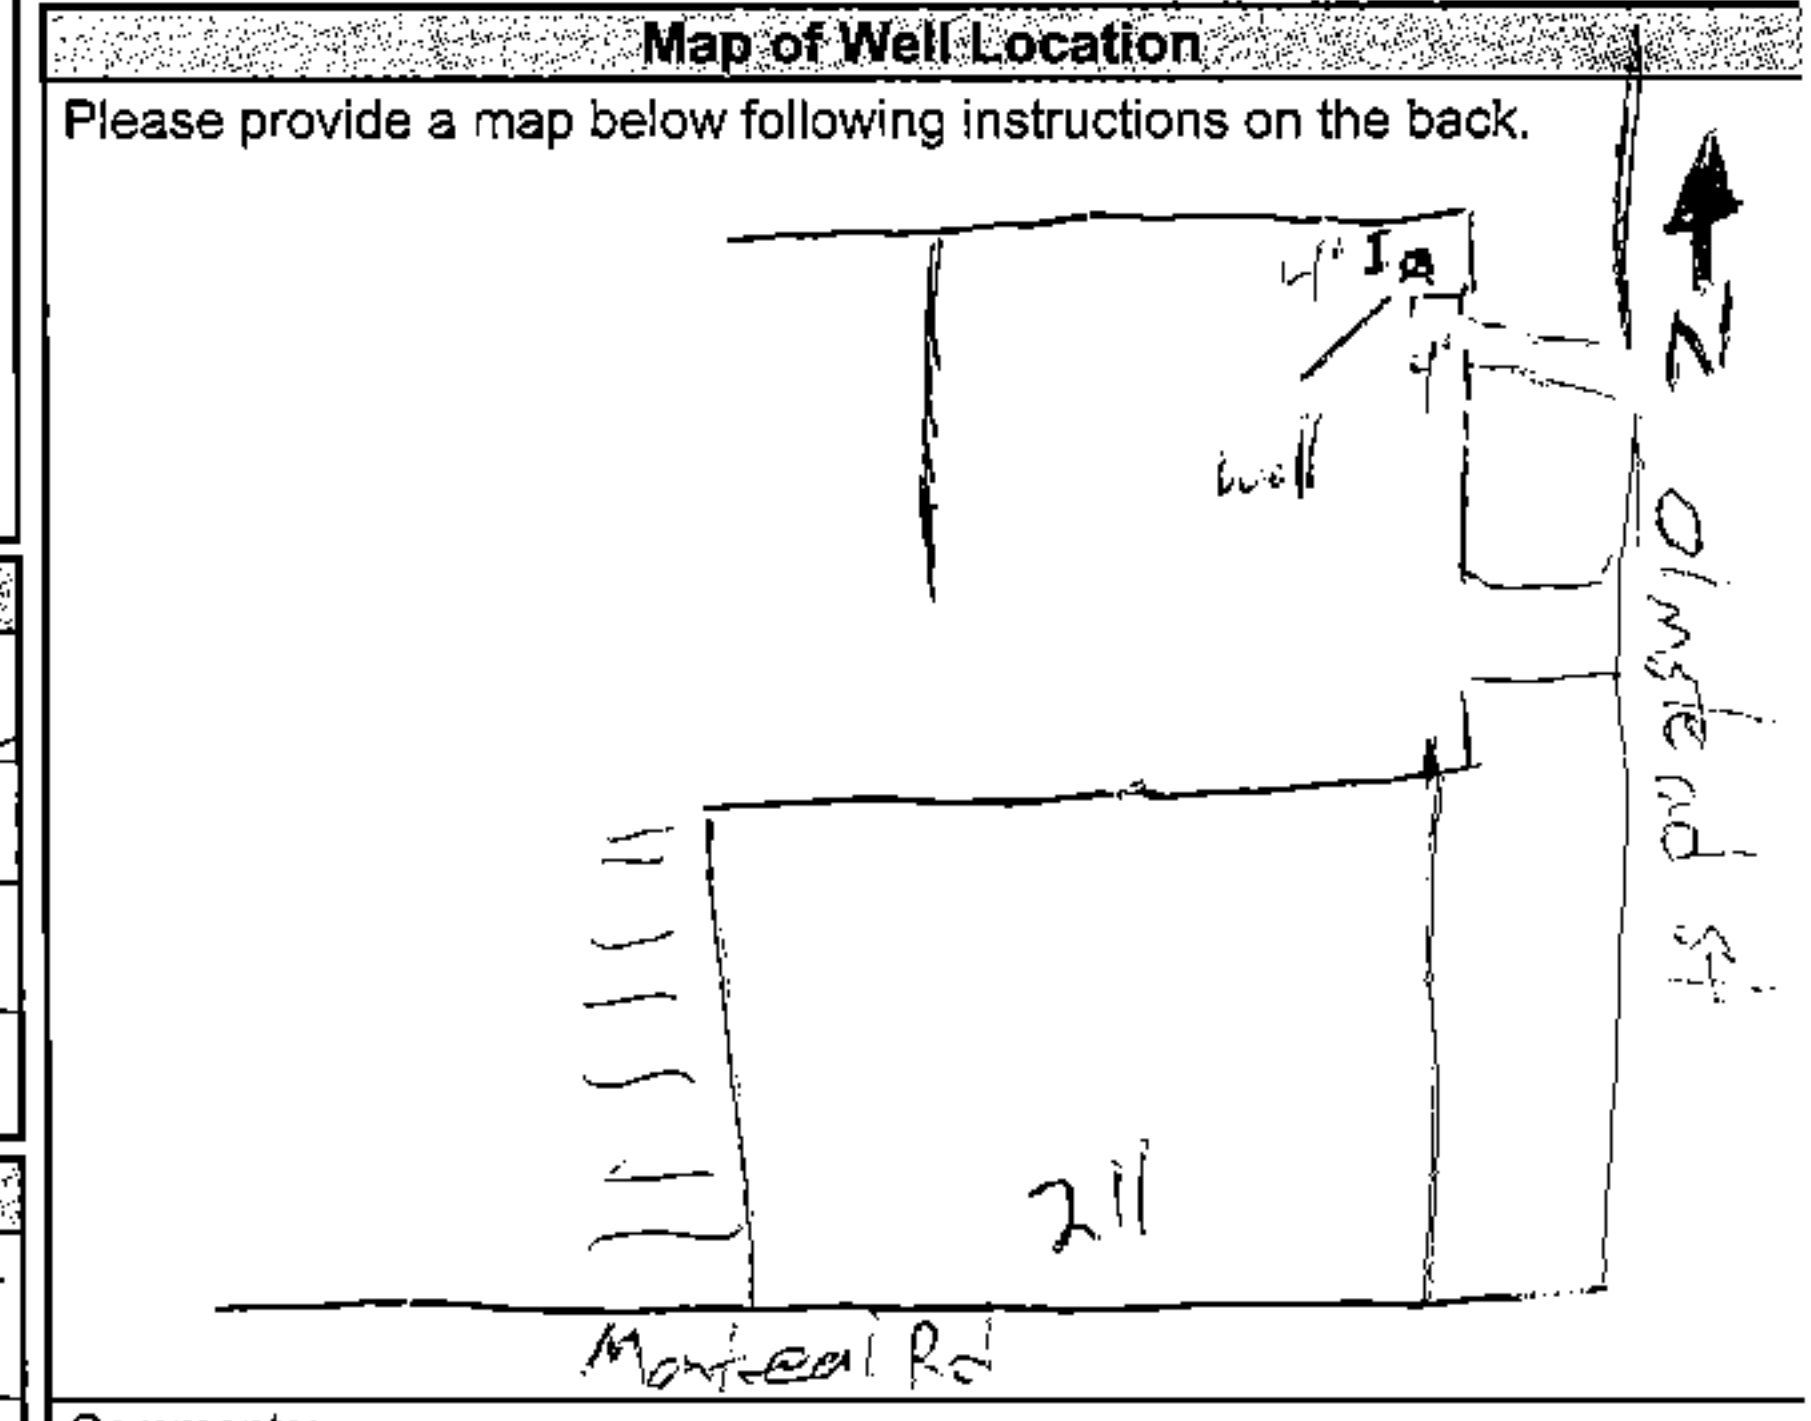 Map of Well Location
Please provide a map below following instructions on the back.
N
4'
4'
well
Olmstead St
211
Montreal Rd